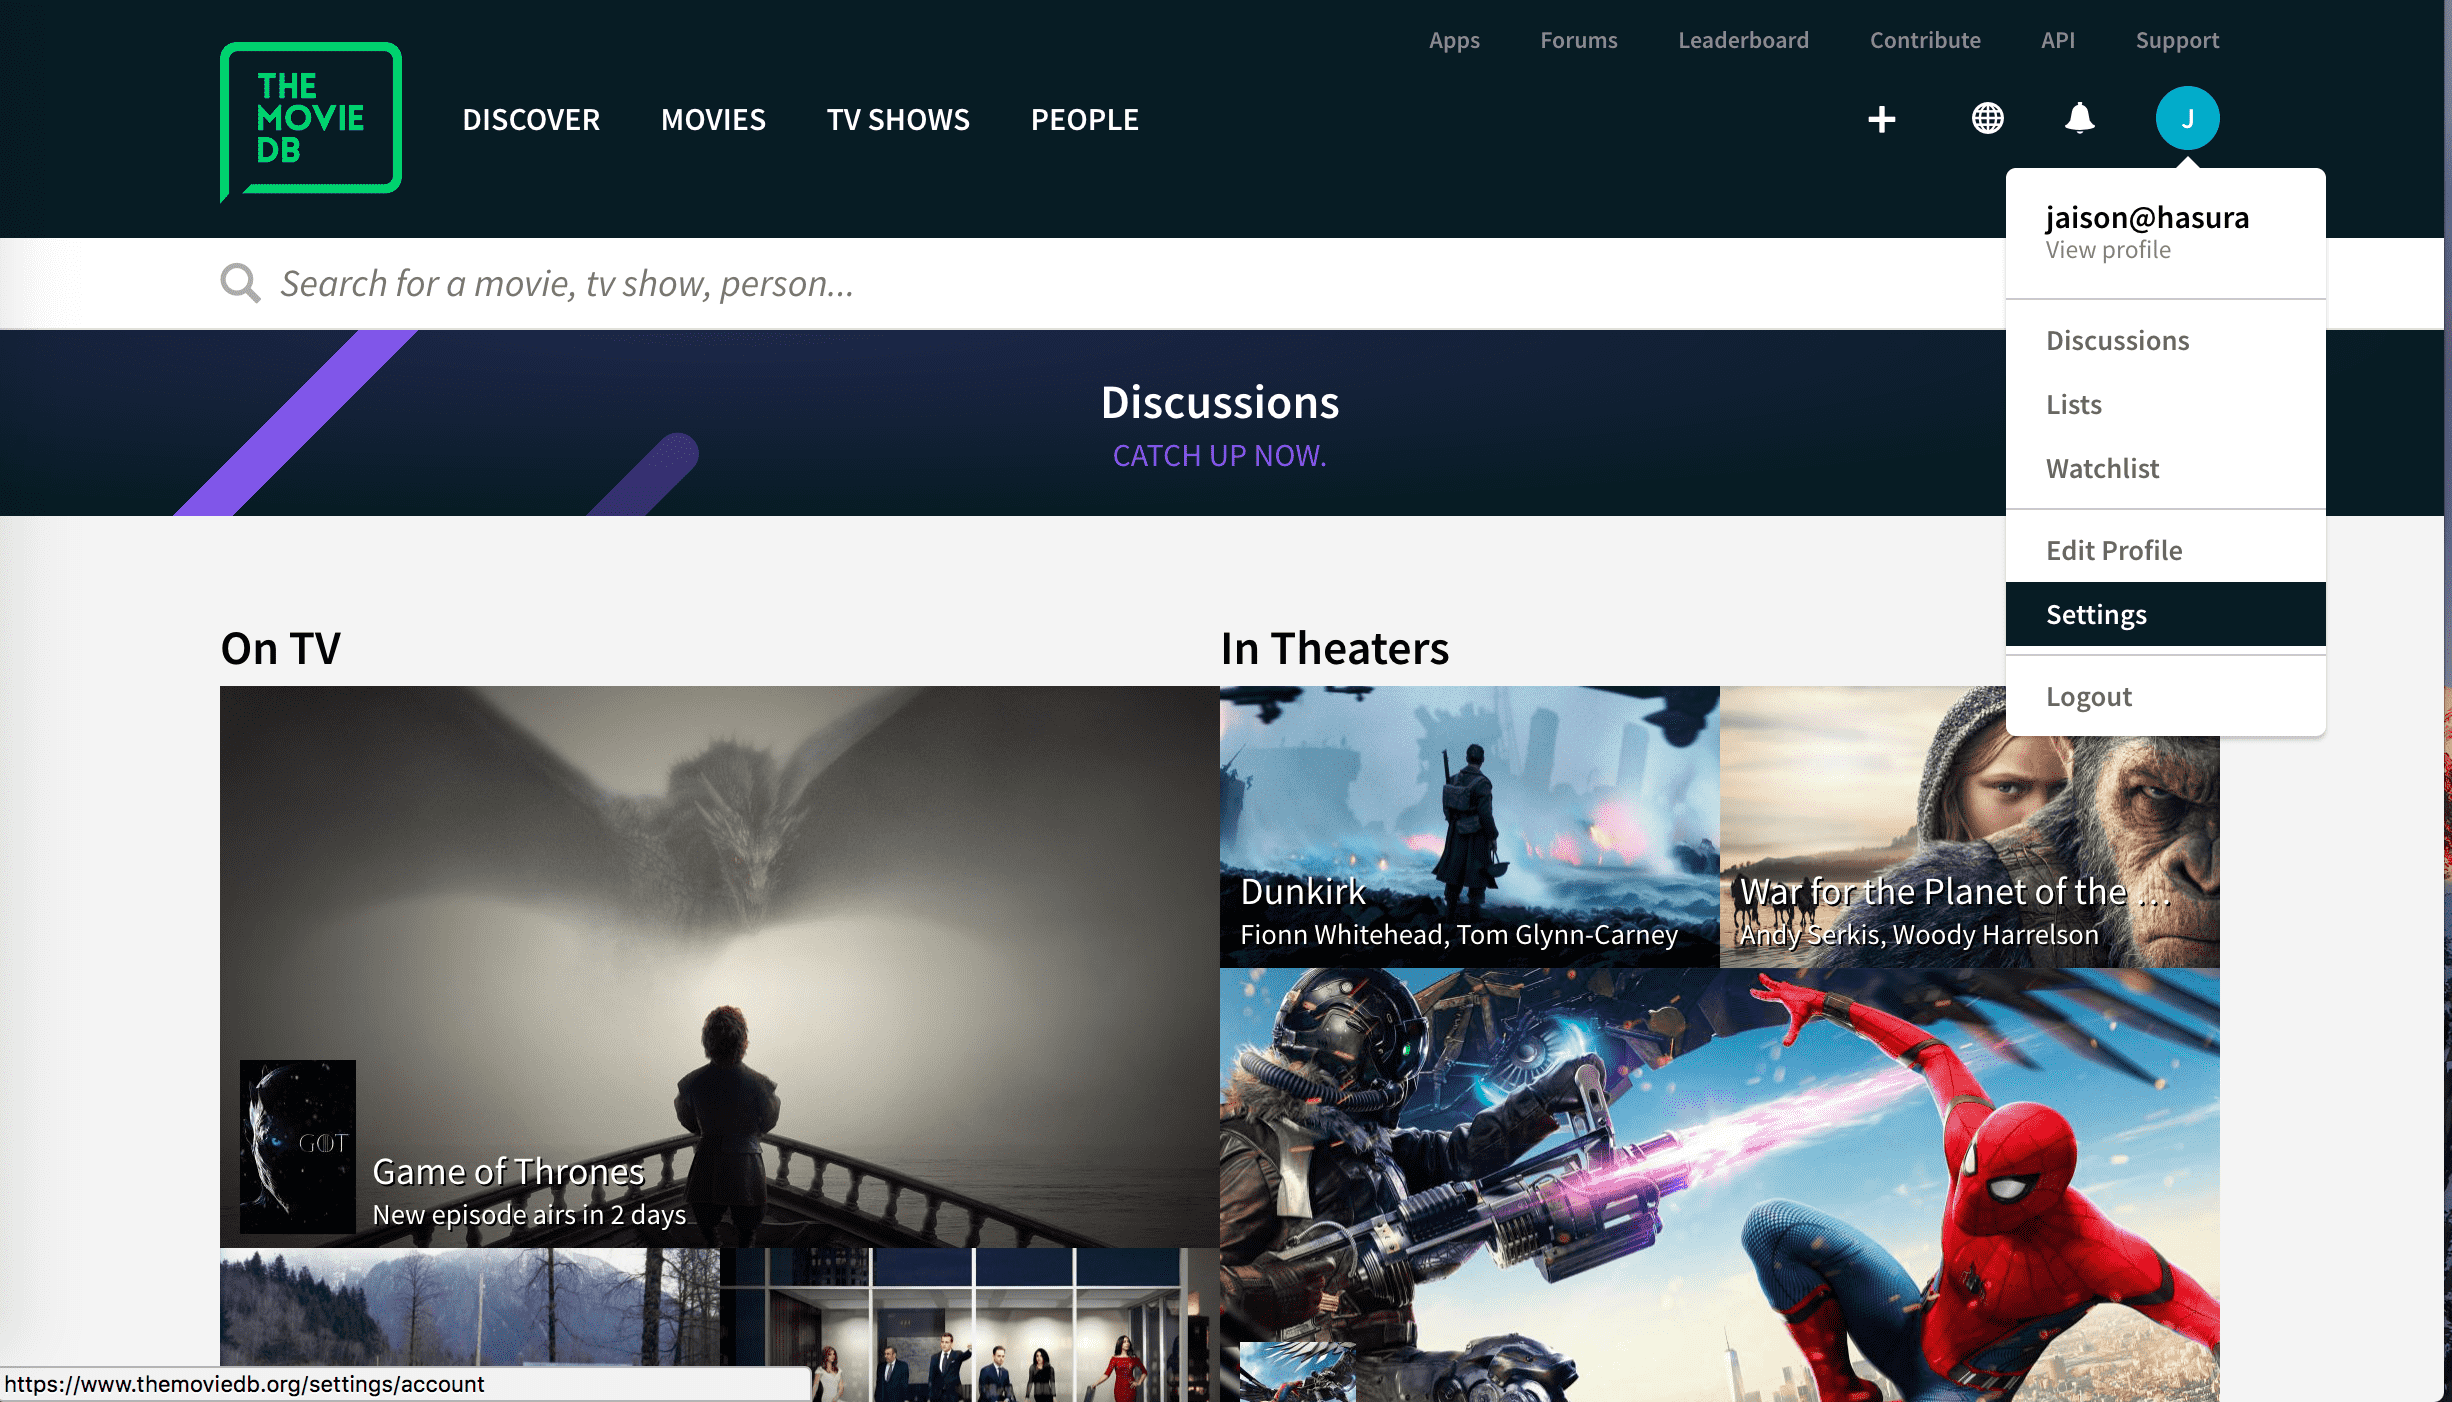 Apps Forums Leaderboard Contribute API Support
THE
MOVIE
DB
DISCOVER MOVIES TV SHOWS PEOPLE
J
jaison@hasura
View profile
Search for a movie, tv show, person...
Discussions
Lists
Watchlist
Edit Profile
Settings
Logout
Discussions
CATCH UP NOW.
On TV
GOT
Game of Thrones
New episode airs in 2 days
In Theaters
Dunkirk
Fionn Whitehead, Tom Glynn-Carney
War for the Planet of the ...
Andy Serkis, Woody Harrelson
https://www.themoviedb.org/settings/account